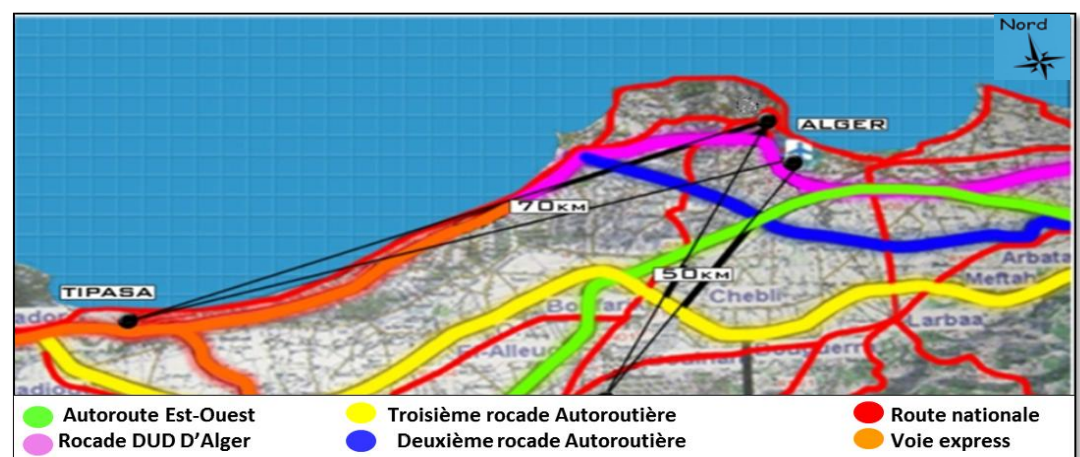 Nord
ALGER
70KM
50KM
TIPASA
Arbata
Meftah
Chebli
Larbaa
Autoroute Est-Ouest
Troisième rocade Autoroutière
Route nationale
Rocade DUD D’Alger
Deuxième rocade Autoroutière
Voie express